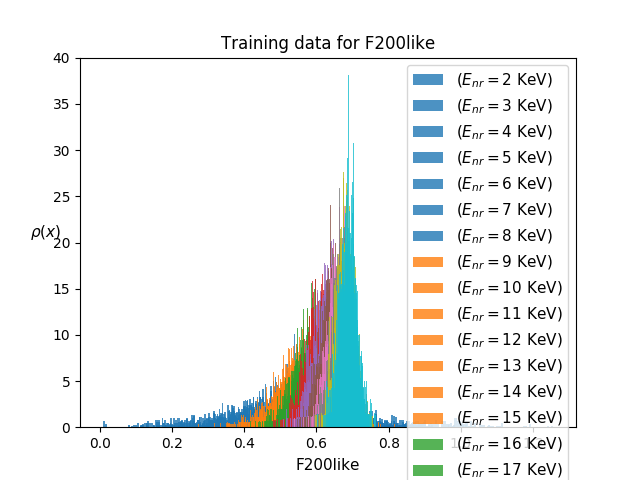 Training data for F200like
40
35
30
25
20
15
10
5
0
ρ(x)
0.0 0.2 0.4 0.6 0.8
F200like
(E_nr = 2 KeV)
(E_nr = 3 KeV)
(E_nr = 4 KeV)
(E_nr = 5 KeV)
(E_nr = 6 KeV)
(E_nr = 7 KeV)
(E_nr = 8 KeV)
(E_nr = 9 KeV)
(E_nr = 10 KeV)
(E_nr = 11 KeV)
(E_nr = 12 KeV)
(E_nr = 13 KeV)
(E_nr = 14 KeV)
(E_nr = 15 KeV)
(E_nr = 16 KeV)
(E_nr = 17 KeV)